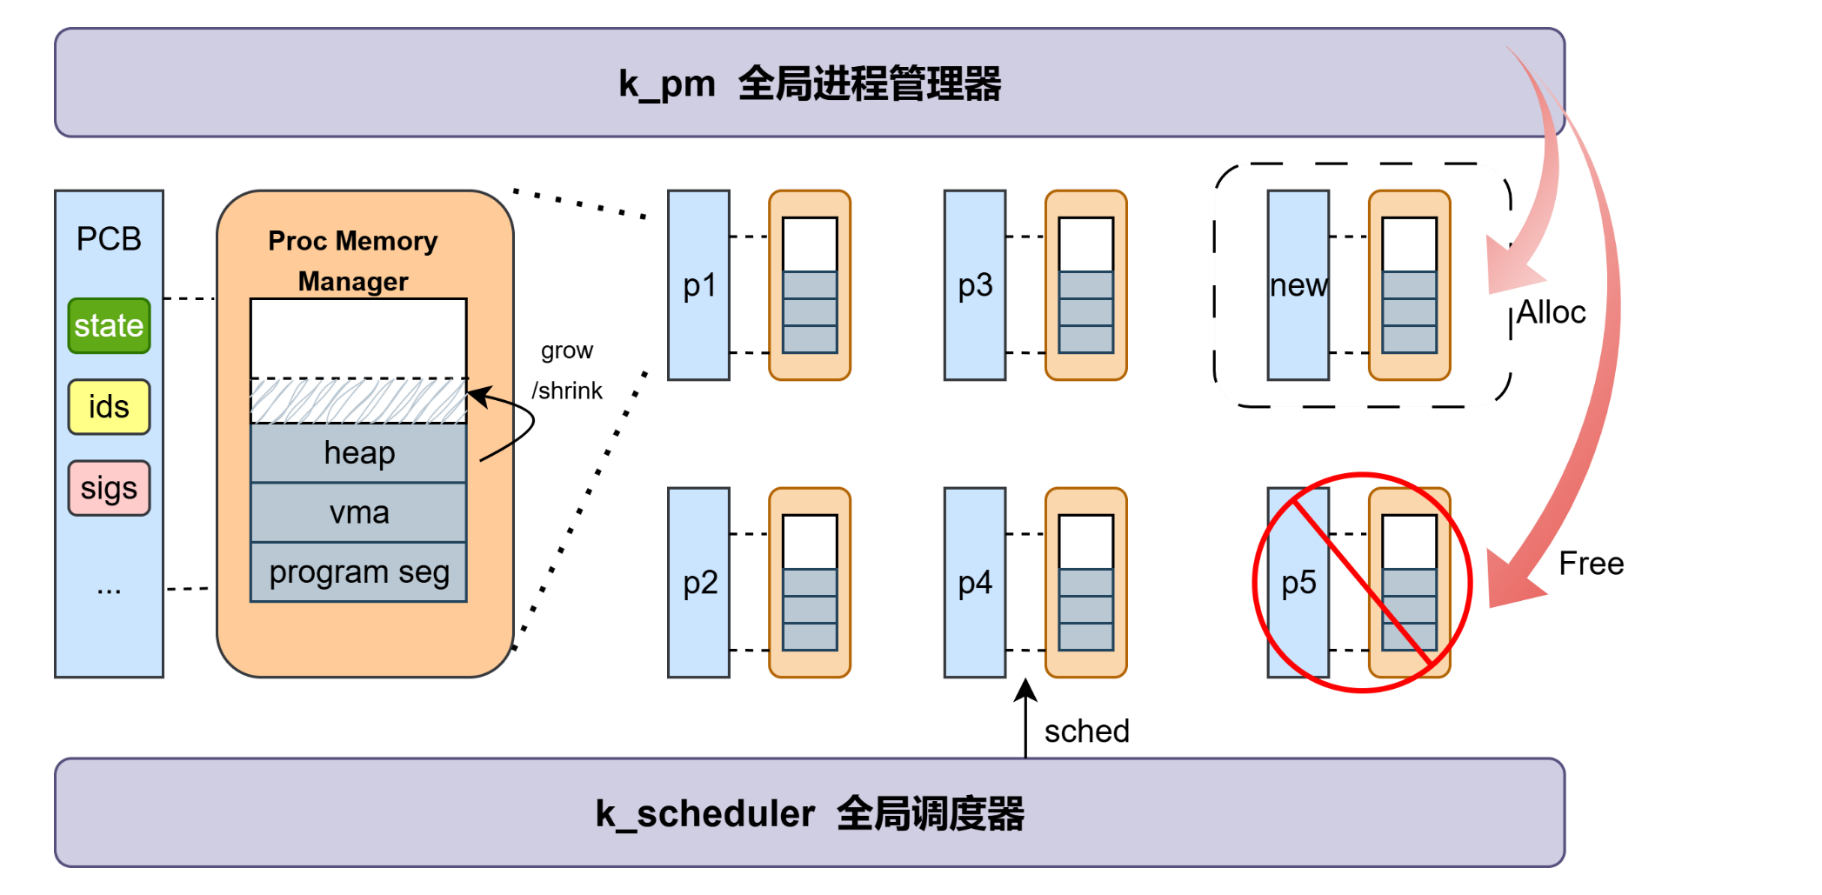 k_pm 全局进程管理器
PCB
state
ids
sigs
...
Proc Memory
Manager
heap
vma
program seg
grow
/shrink
p1
p3
new
Alloc
p2
p4
p5
Free
sched
k_scheduler 全局调度器